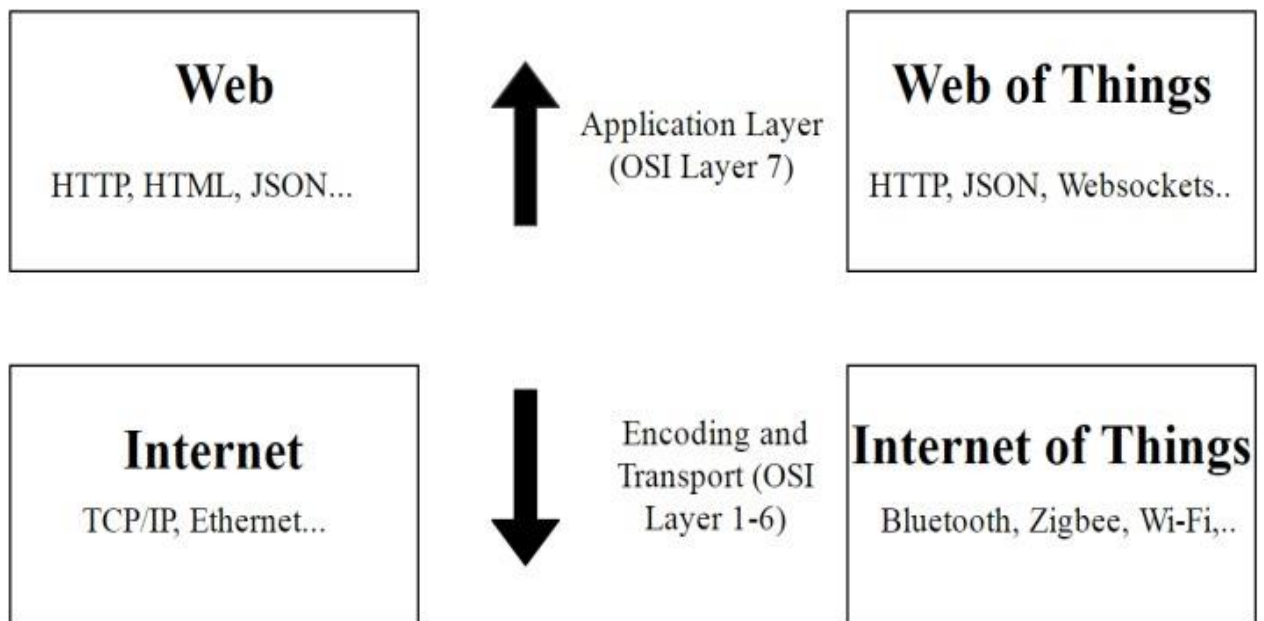 Web
HTTP, HTML, JSON...
Application Layer
(OSI Layer 7)
Web of Things
HTTP, JSON, Websockets..
Internet
TCP/IP, Ethernet...
Encoding and
Transport (OSI
Layer 1-6)
Internet of Things
Bluetooth, Zigbee, Wi-Fi,..